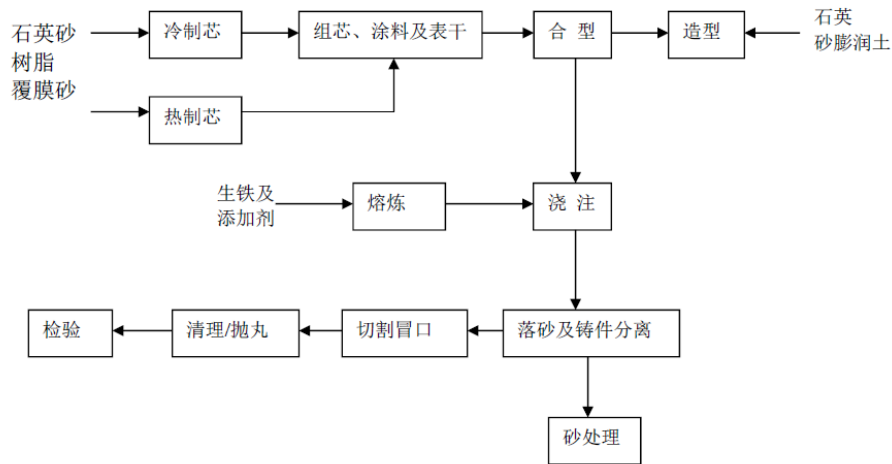 石英砂
树脂
覆膜砂
冷制芯
热制芯
组芯、涂料及表干
合 型
造型
石英
砂膨润土
生铁及
添加剂
熔炼
浇 注
检验
清理/抛丸
切割冒口
落砂及铸件分离
砂处理